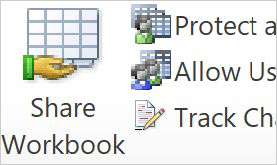 Share
Workbook
Protect a
Allow Us
Track Cha